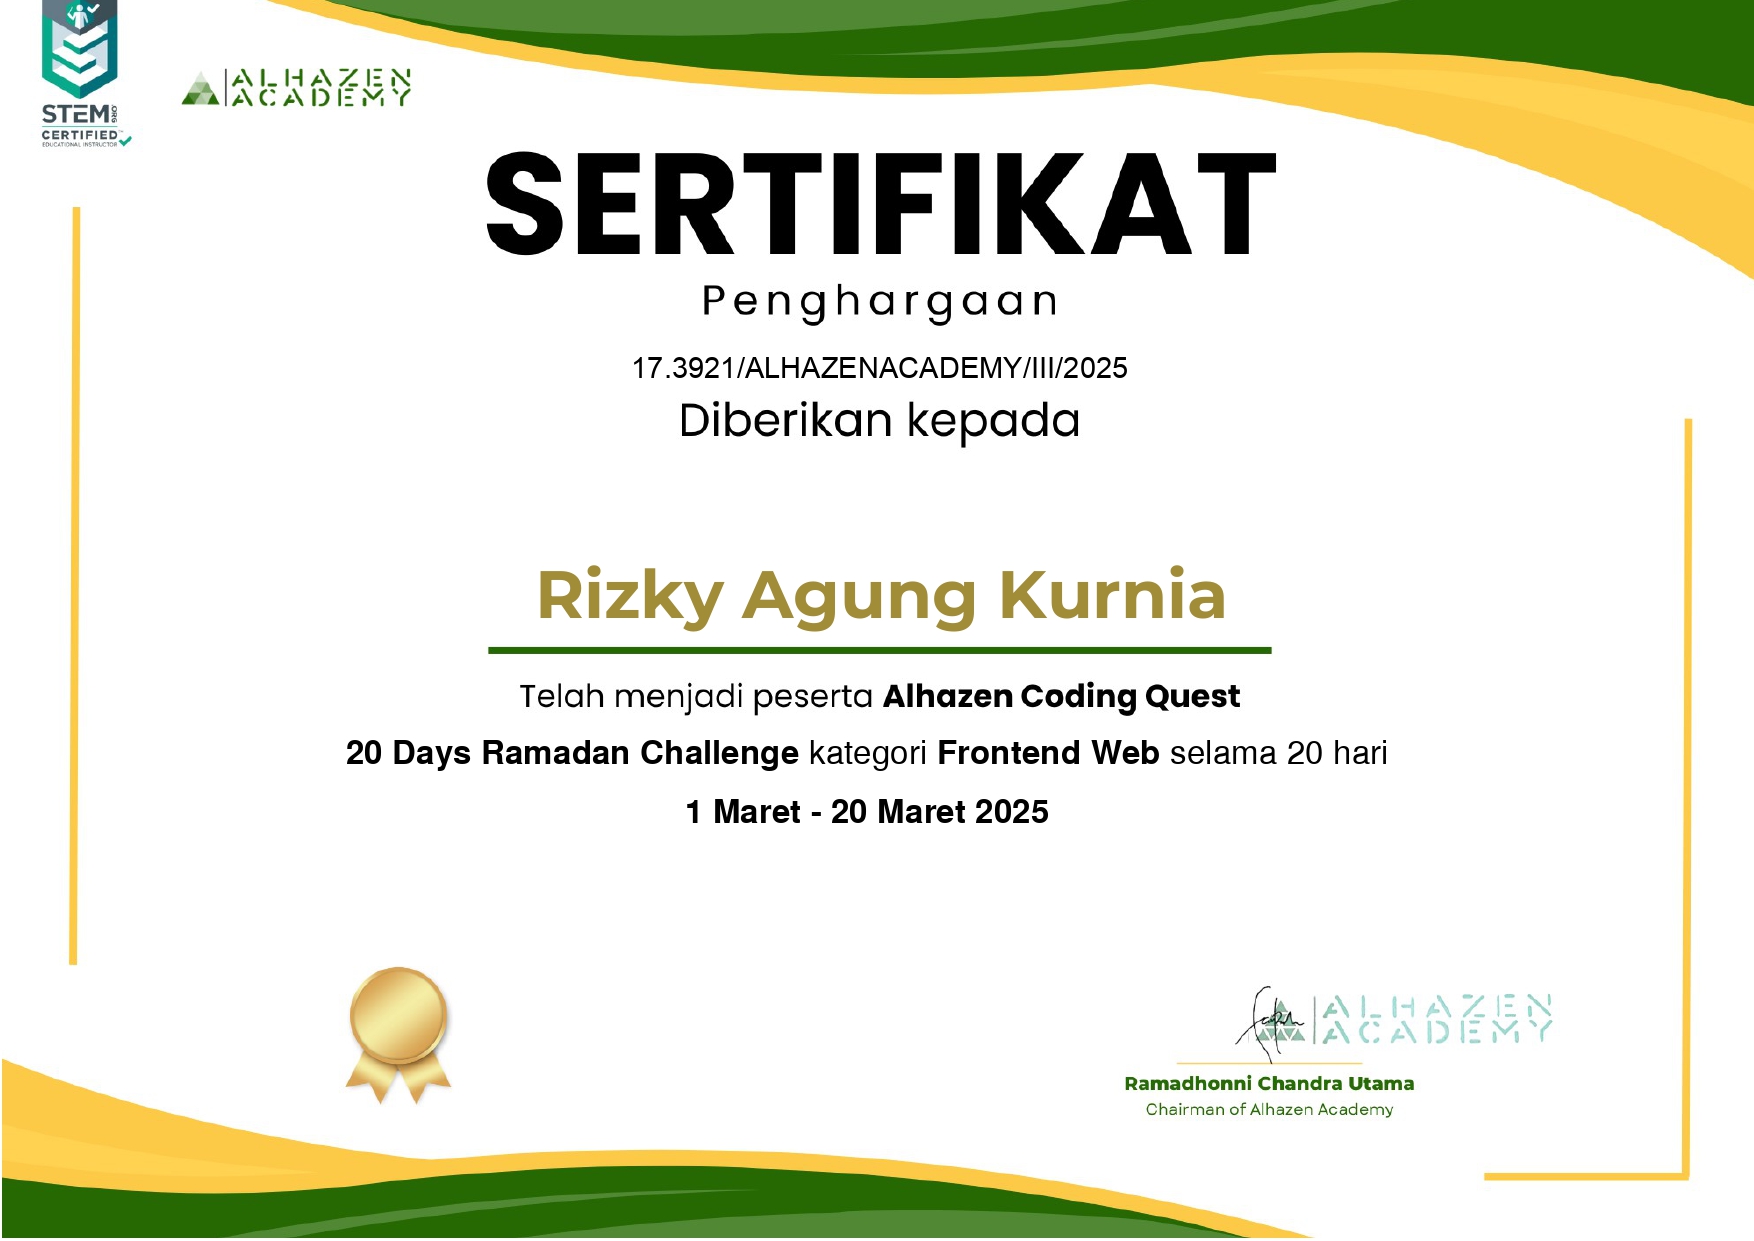 STEM.ORG
CERTIFIED
EDUCATIONAL INSTRUCTOR
ALHAZEN
ACADEMY
SERTIFIKAT
Penghargaan
17.3921/ALHAZENACADEMY/III/2025
Diberikan kepada
Rizky Agung Kurnia
Telah menjadi peserta Alhazen Coding Quest
20 Days Ramadan Challenge kategori Frontend Web selama 20 hari
1 Maret - 20 Maret 2025
ALHAZEN
ACADEMY
Ramadhonni Chandra Utama
Chairman of Alhazen Academy